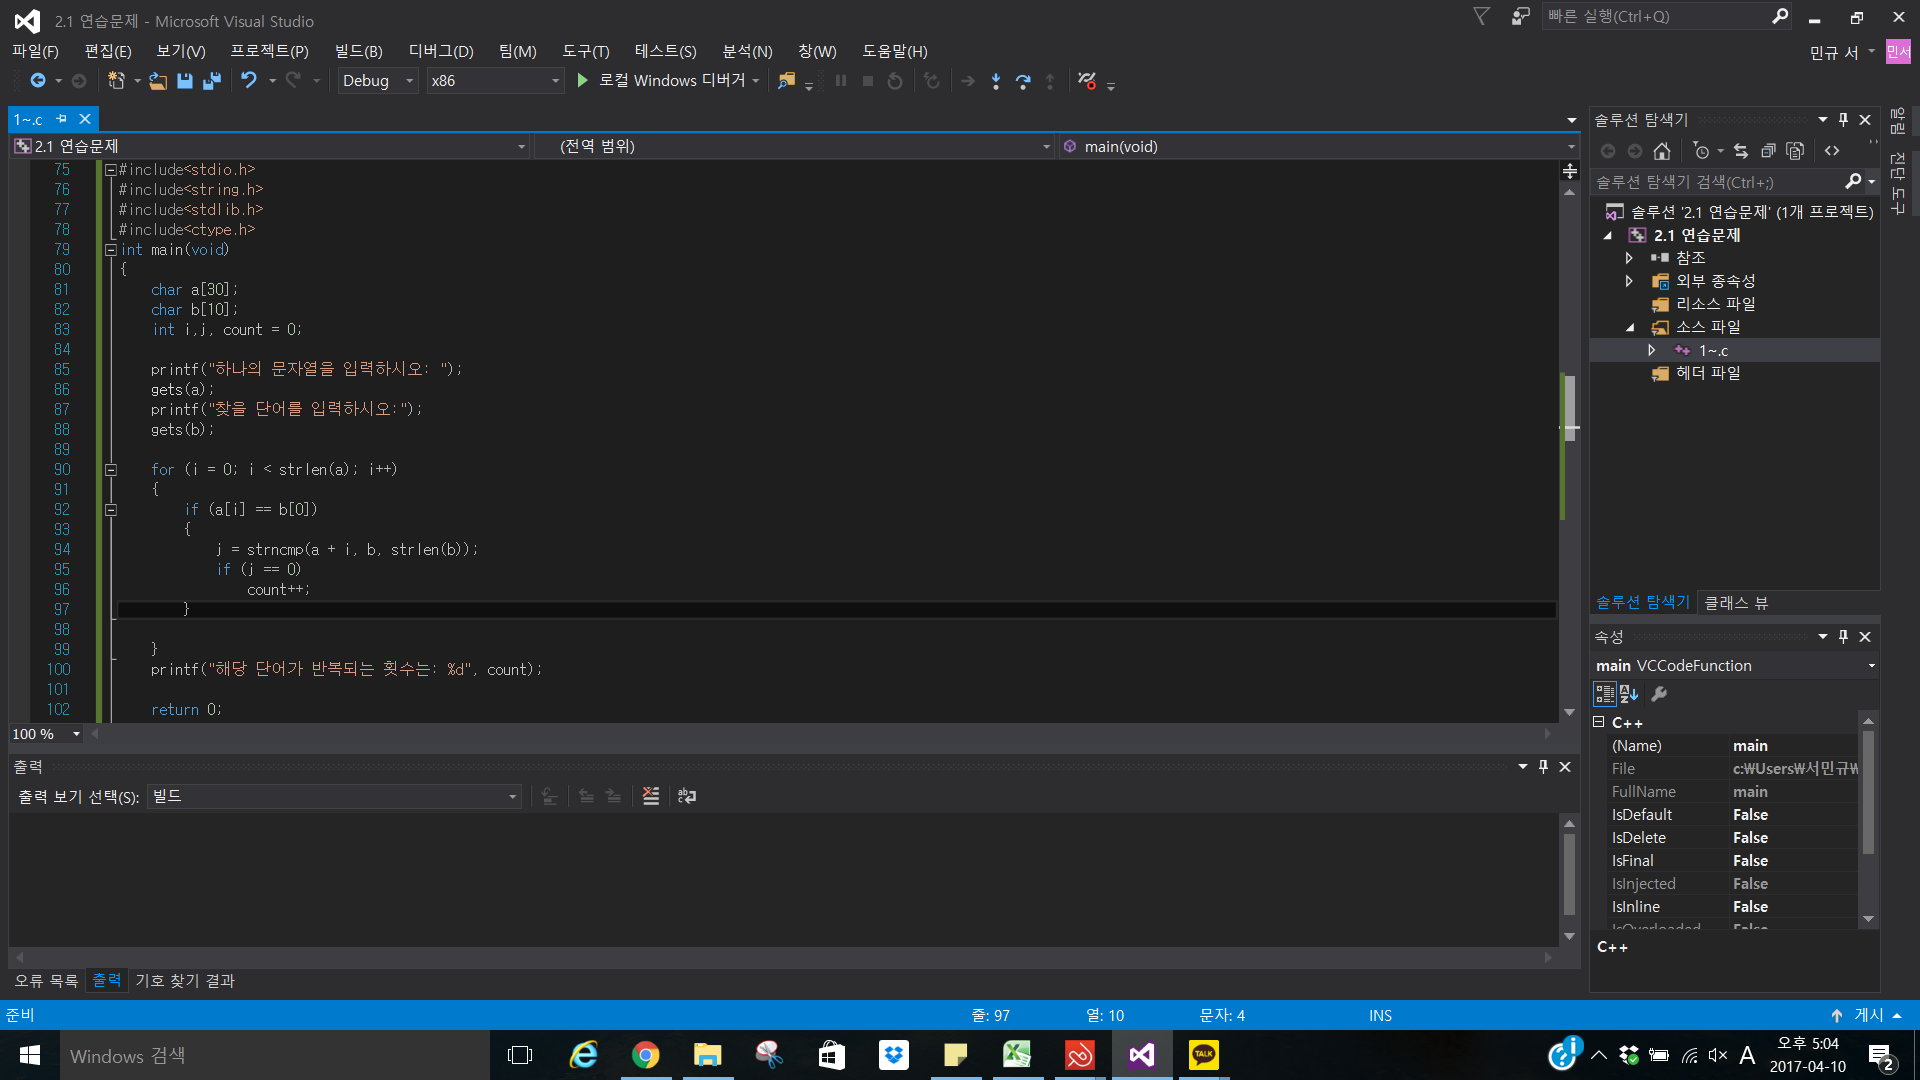 2.1 연습문제 - Microsoft Visual Studio
빠른 실행(Ctrl+Q)
파일(F) 편집(E) 보기(V) 프로젝트(P) 빌드(B) 디버그(D) 팀(M) 도구(T) 테스트(S) 분석(N) 창(W) 도움말(H)
민규 서 민서
Debug x86 로컬 Windows 디버거
1~.c
2.1 연습문제 (전역 범위) main(void)
75 #include<stdio.h>
76 #include<string.h>
77 #include<stdlib.h>
78 #include<ctype.h>
79 int main(void)
80 {
81 char a[30];
82 char b[10];
83 int i,j, count = 0;
84
85 printf("하나의 문자열을 입력하시오: ");
86 gets(a);
87 printf("찾을 단어를 입력하시오:");
88 gets(b);
89
90 for (i = 0; i < strlen(a); i++)
91 {
92 if (a[i] == b[0])
93 {
94 j = strncmp(a + i, b, strlen(b));
95 if (j == 0)
96 count++;
97 }
98
99 }
100 printf("해당 단어가 반복되는 횟수는: %d", count);
101
102 return 0;
100 %
출력
출력 보기 선택(S): 빌드
오류 목록 출력 기호 찾기 결과
솔루션 탐색기
솔루션 탐색기 검색(Ctrl+;)
솔루션 '2.1 연습문제' (1개 프로젝트)
2.1 연습문제
참조
외부 종속성
리소스 파일
소스 파일
1~.c
헤더 파일
솔루션 탐색기 클래스 뷰
속성
main VCCodeFunction
C++
(Name) main
File c:\Users\서민규\
FullName main
IsDefault False
IsDelete False
IsFinal False
IsInjected False
IsInline False
IsOverloaded False
C++
알림
진단 도구
준비 줄: 97 열: 10 문자: 4 INS 게시
Windows 검색
TALK
A
오후 5:04
2017-04-10
2